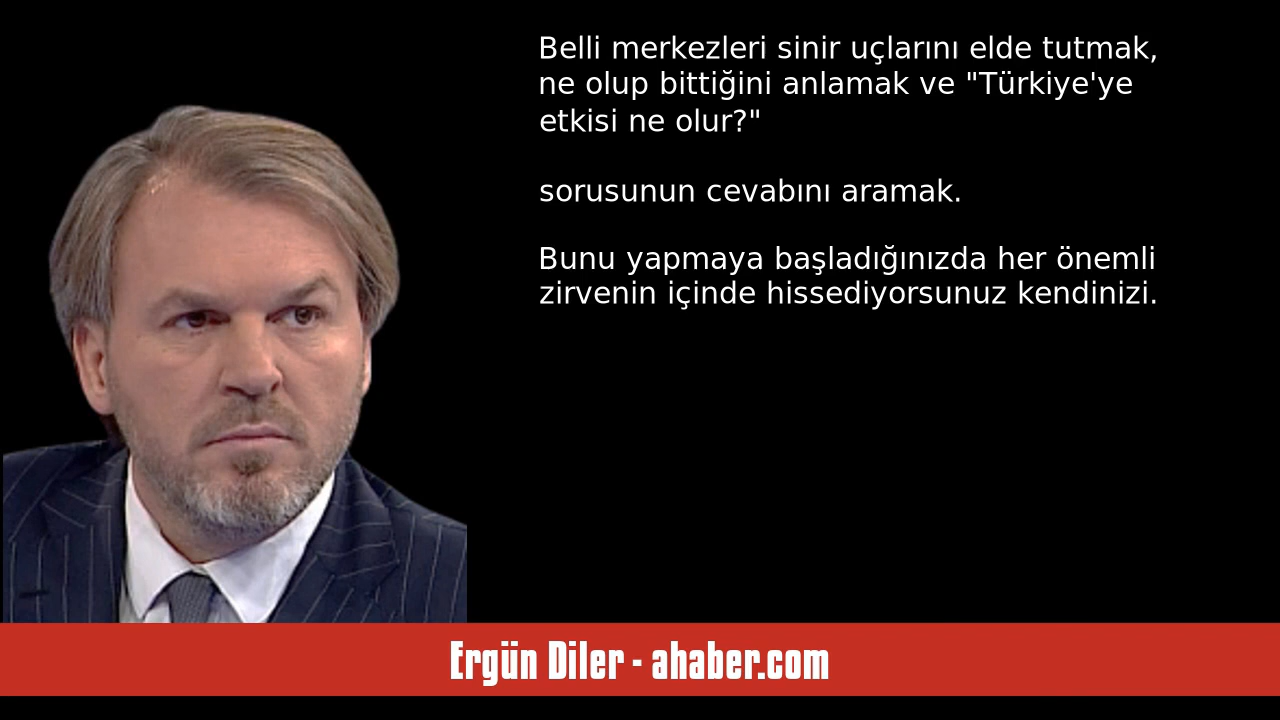 Belli merkezleri sinir uçlarını elde tutmak,
ne olup bittiğini anlamak ve "Türkiye'ye
etkisi ne olur?"
sorusunun cevabını aramak.
Bunu yapmaya başladığınızda her önemli
zirvenin içinde hissediyorsunuz kendinizi.
Ergün Diler - ahaber.com